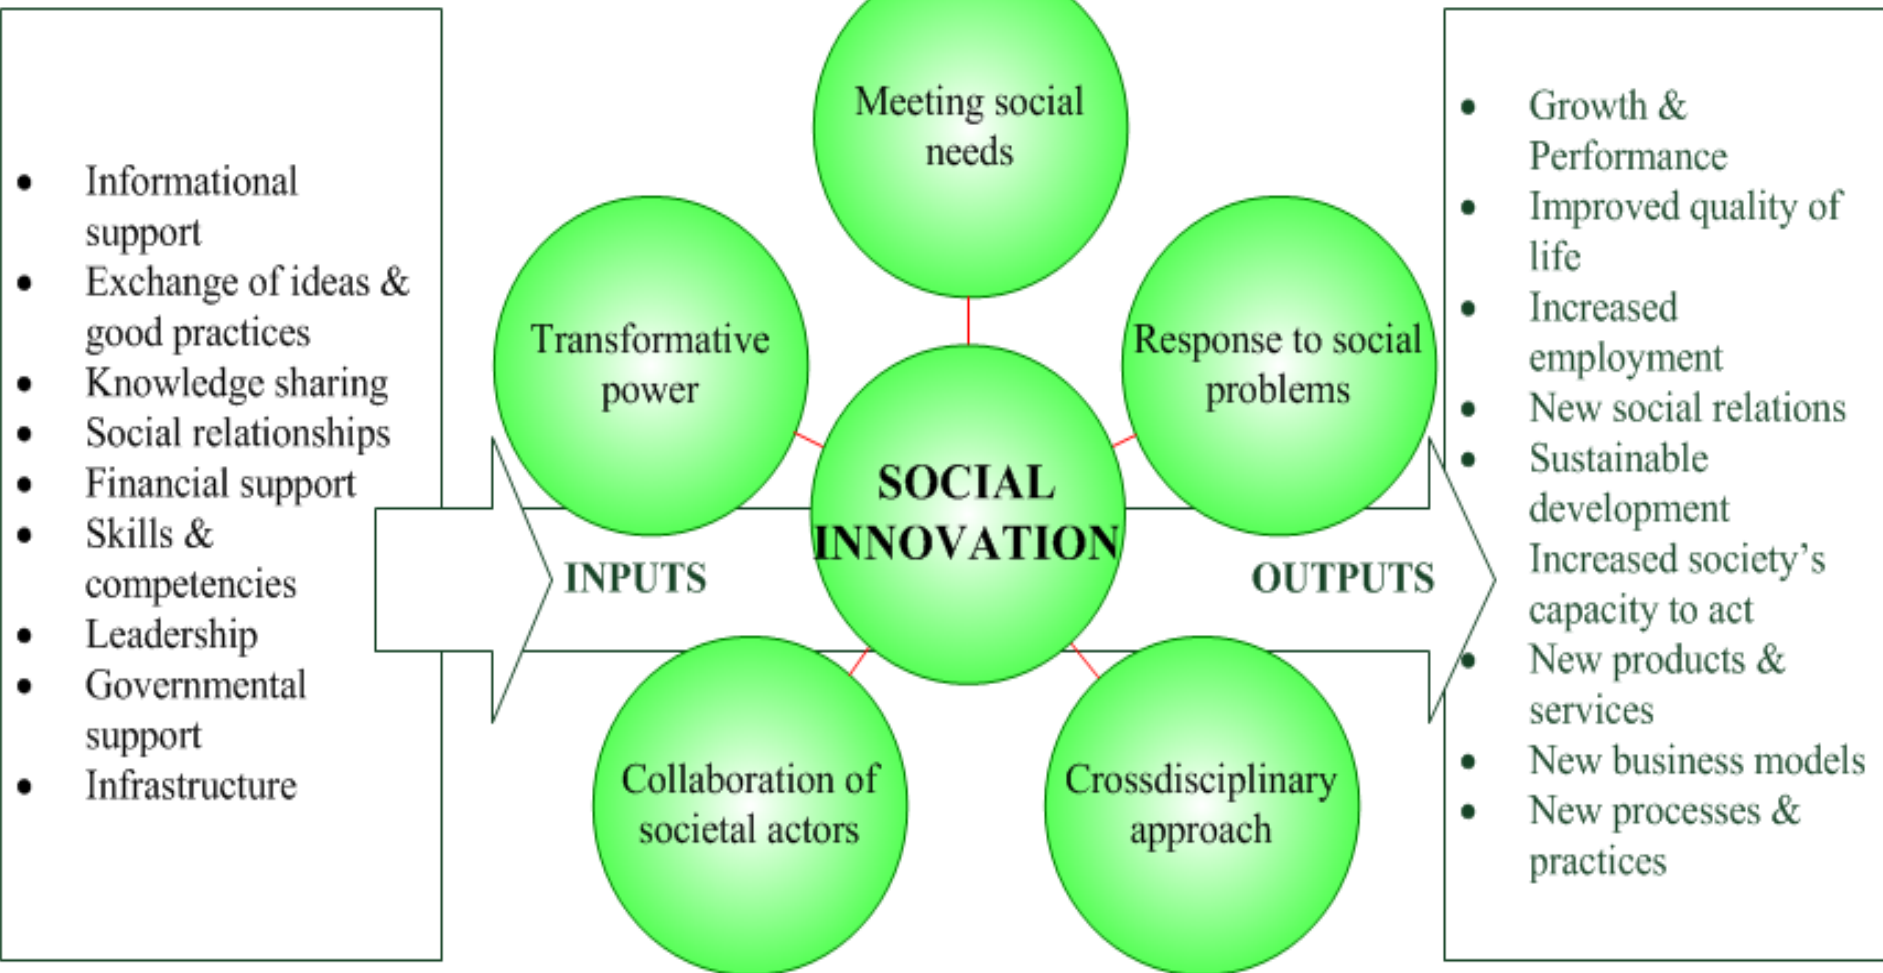 • Informational
support
• Exchange of ideas &
good practices
• Knowledge sharing
• Social relationships
• Financial support
• Skills &
competencies
• Leadership
• Governmental
support
• Infrastructure
INPUTS
Meeting social
needs
Transformative
power
Response to social
problems
SOCIAL
INNOVATION
Collaboration of
societal actors
Crossdisciplinary
approach
OUTPUTS
• Growth &
Performance
• Improved quality of
life
• Increased
employment
• New social relations
• Sustainable
development
Increased society’s
capacity to act
• New products &
services
• New business models
• New processes &
practices